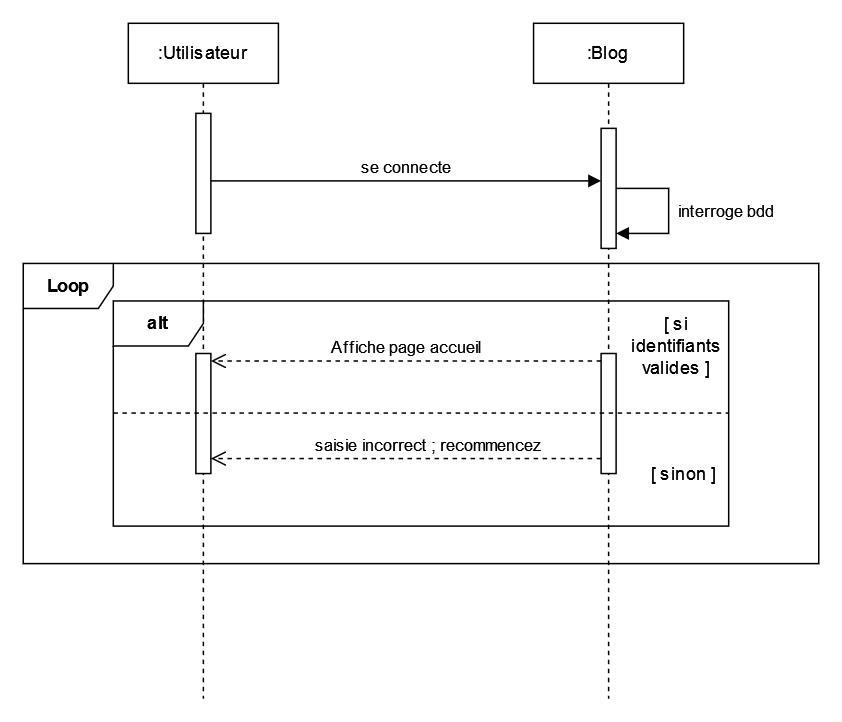 :Utilisateur
:Blog
se connecte
interroge bdd
Loop
alt
[ si
identifiants
valides ]
Affiche page accueil
saisie incorrect ; recommencez
[ sinon ]